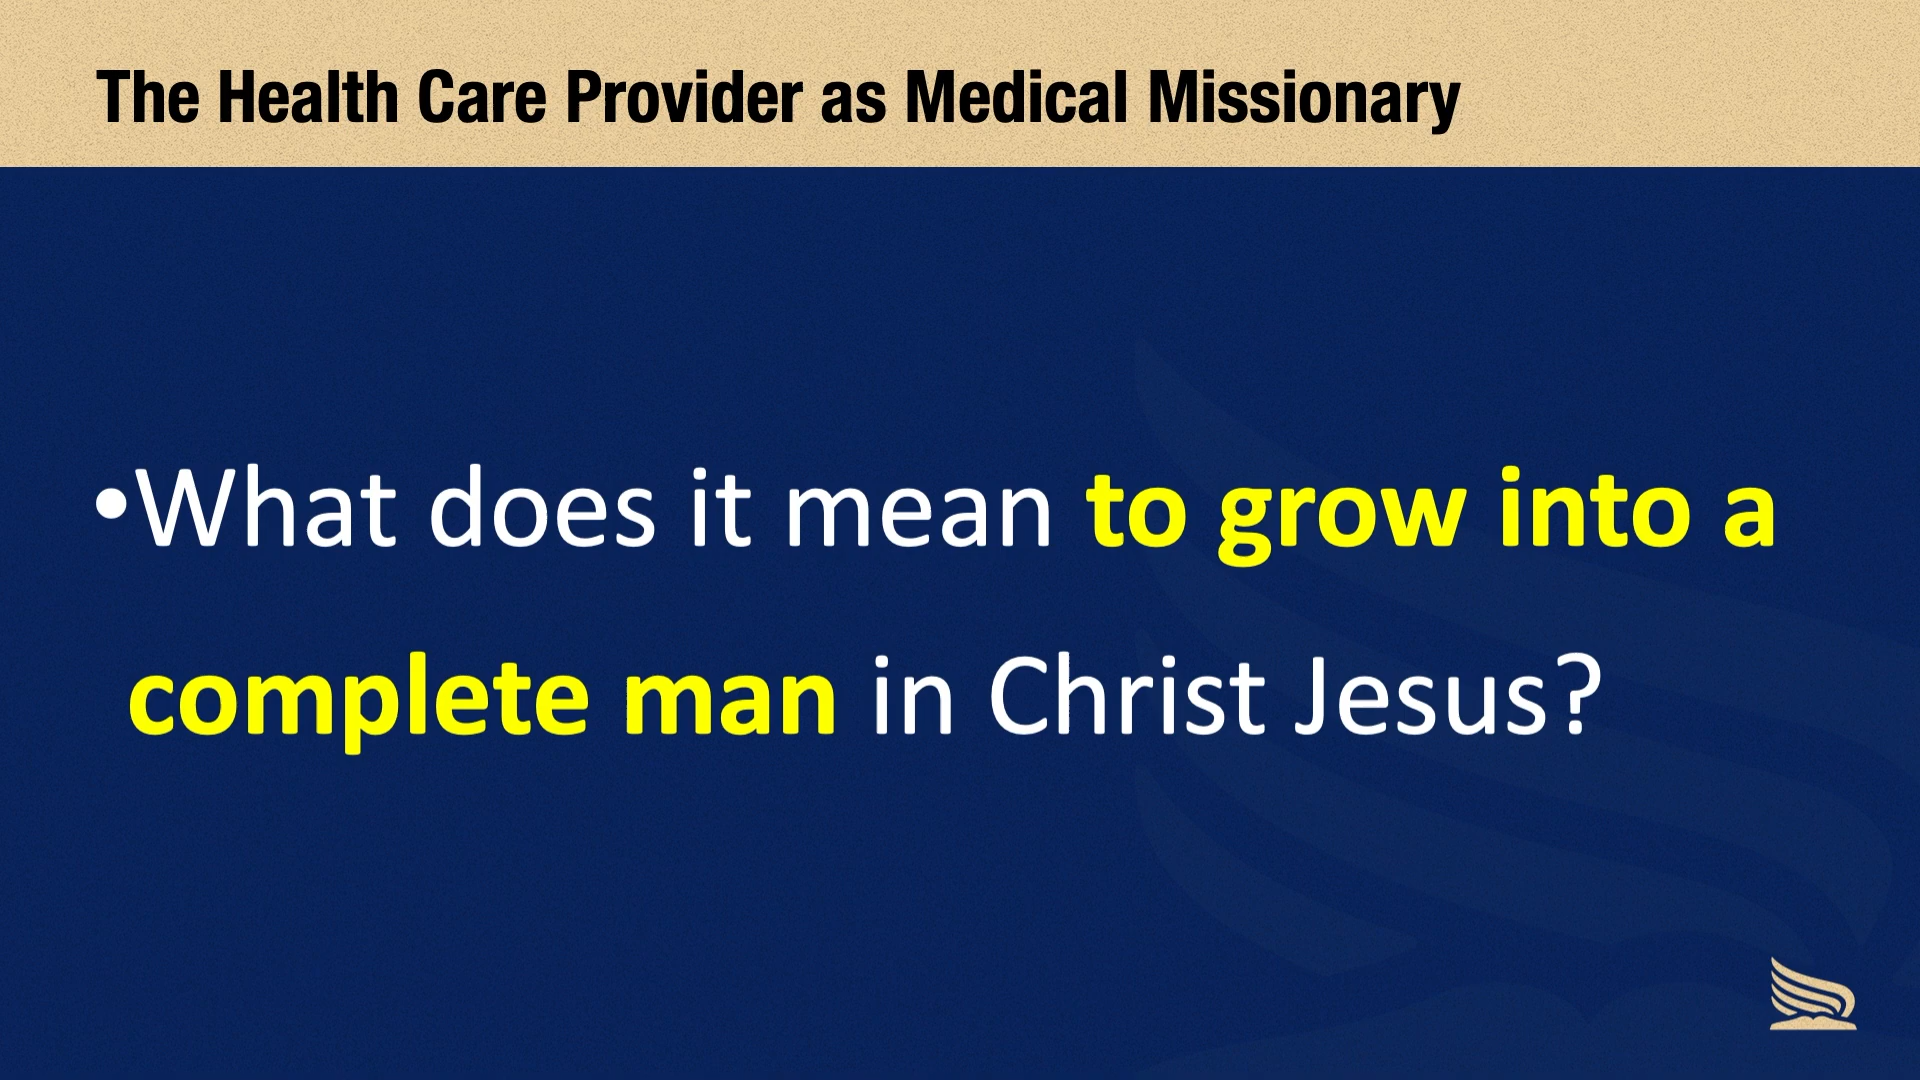 The Health Care Provider as Medical Missionary
•What does it mean to grow into a
complete man in Christ Jesus?